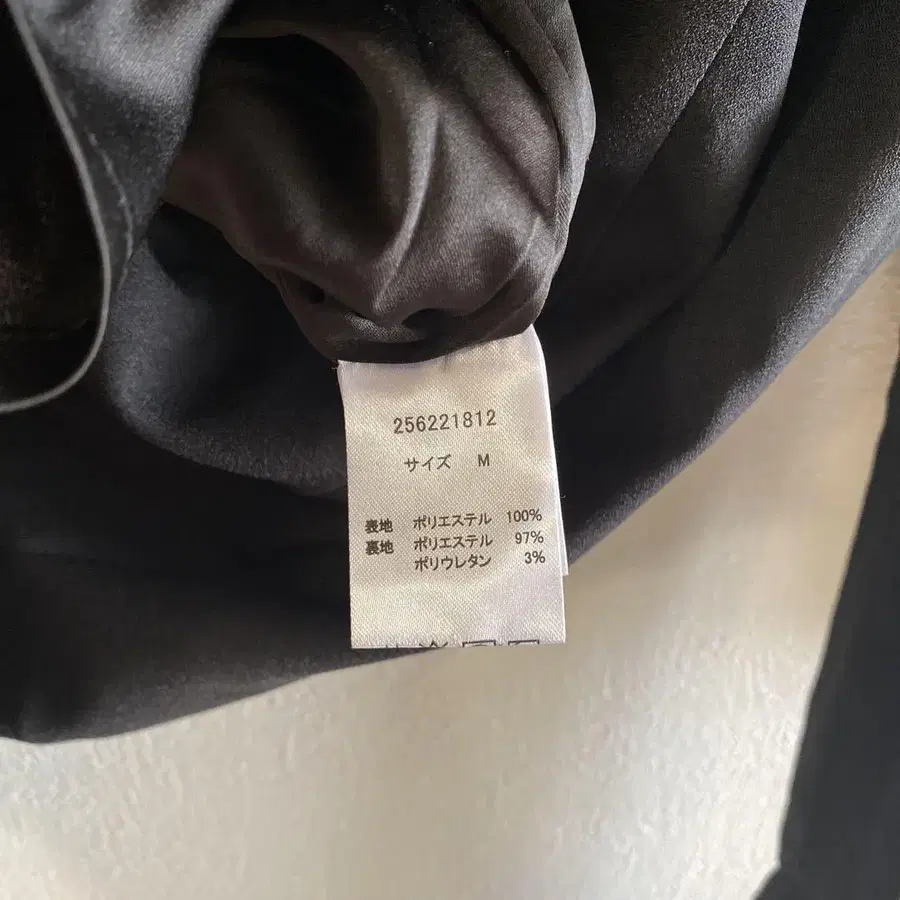 256221812
サイズ M
表地 ポリエステル 100%
裏地 ポリエステル 97%
ポリウレタン 3%